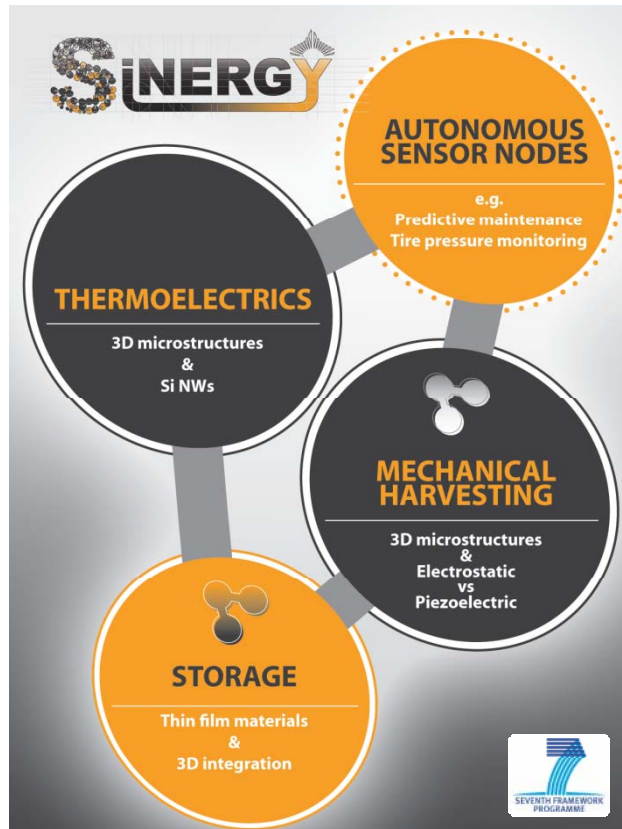 SiNERGY
AUTONOMOUS
SENSOR NODES
e.g.
Predictive maintenance
Tire pressure monitoring
THERMOELECTRICS
3D microstructures
&
Si NWs
MECHANICAL
HARVESTING
3D microstructures
&
Electrostatic
vs
Piezoelectric
STORAGE
Thin film materials
&
3D integration
SEVENTH FRAMEWORK
PROGRAMME